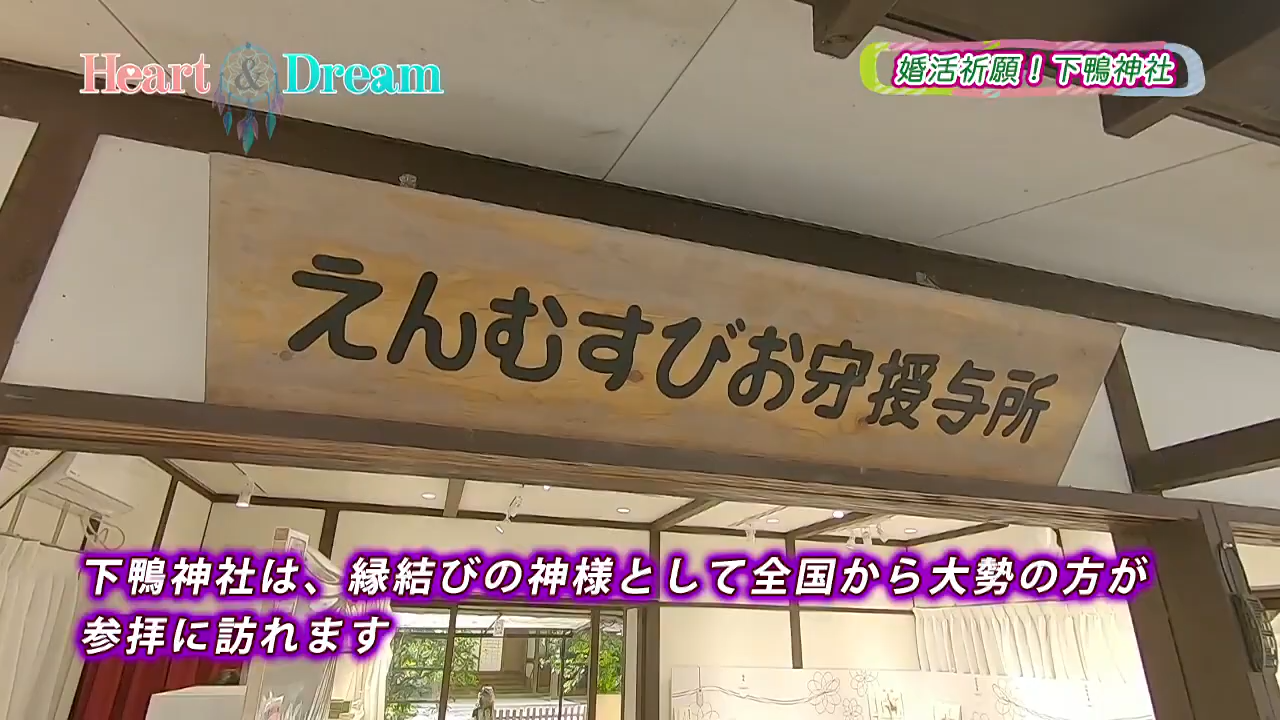 Heart & Dream
婚活祈願！下鴨神社
えんむすびお守授与所
下鴨神社は、縁結びの神様として全国から大勢の方が
参拝に訪れます